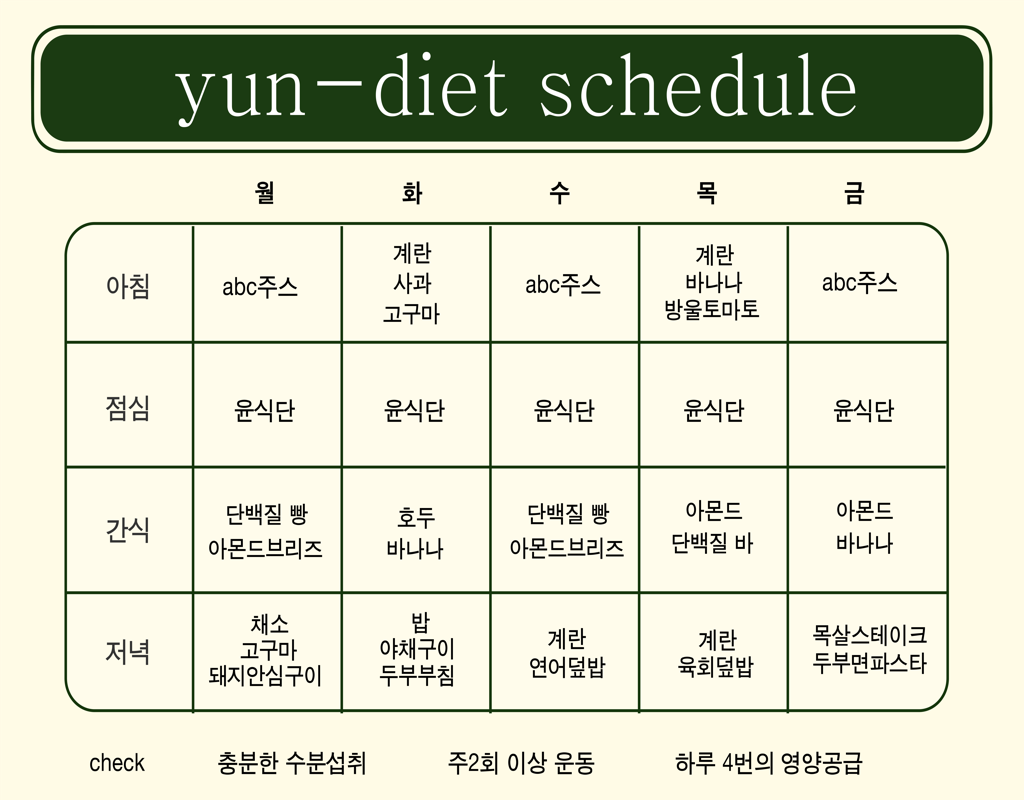 yun-diet schedule
월 화 수 목 금
아침
abc주스
계란
사과
고구마
abc주스
계란
바나나
방울토마토
abc주스
점심
윤식단
윤식단
윤식단
윤식단
윤식단
간식
단백질 빵
아몬드브리즈
호두
바나나
단백질 빵
아몬드브리즈
아몬드
단백질 바
아몬드
바나나
저녁
채소
고구마
돼지안심구이
밥
야채구이
두부부침
계란
연어덮밥
계란
육회덮밥
목살스테이크
두부면파스타
check 충분한 수분섭취 주2회 이상 운동 하루 4번의 영양공급